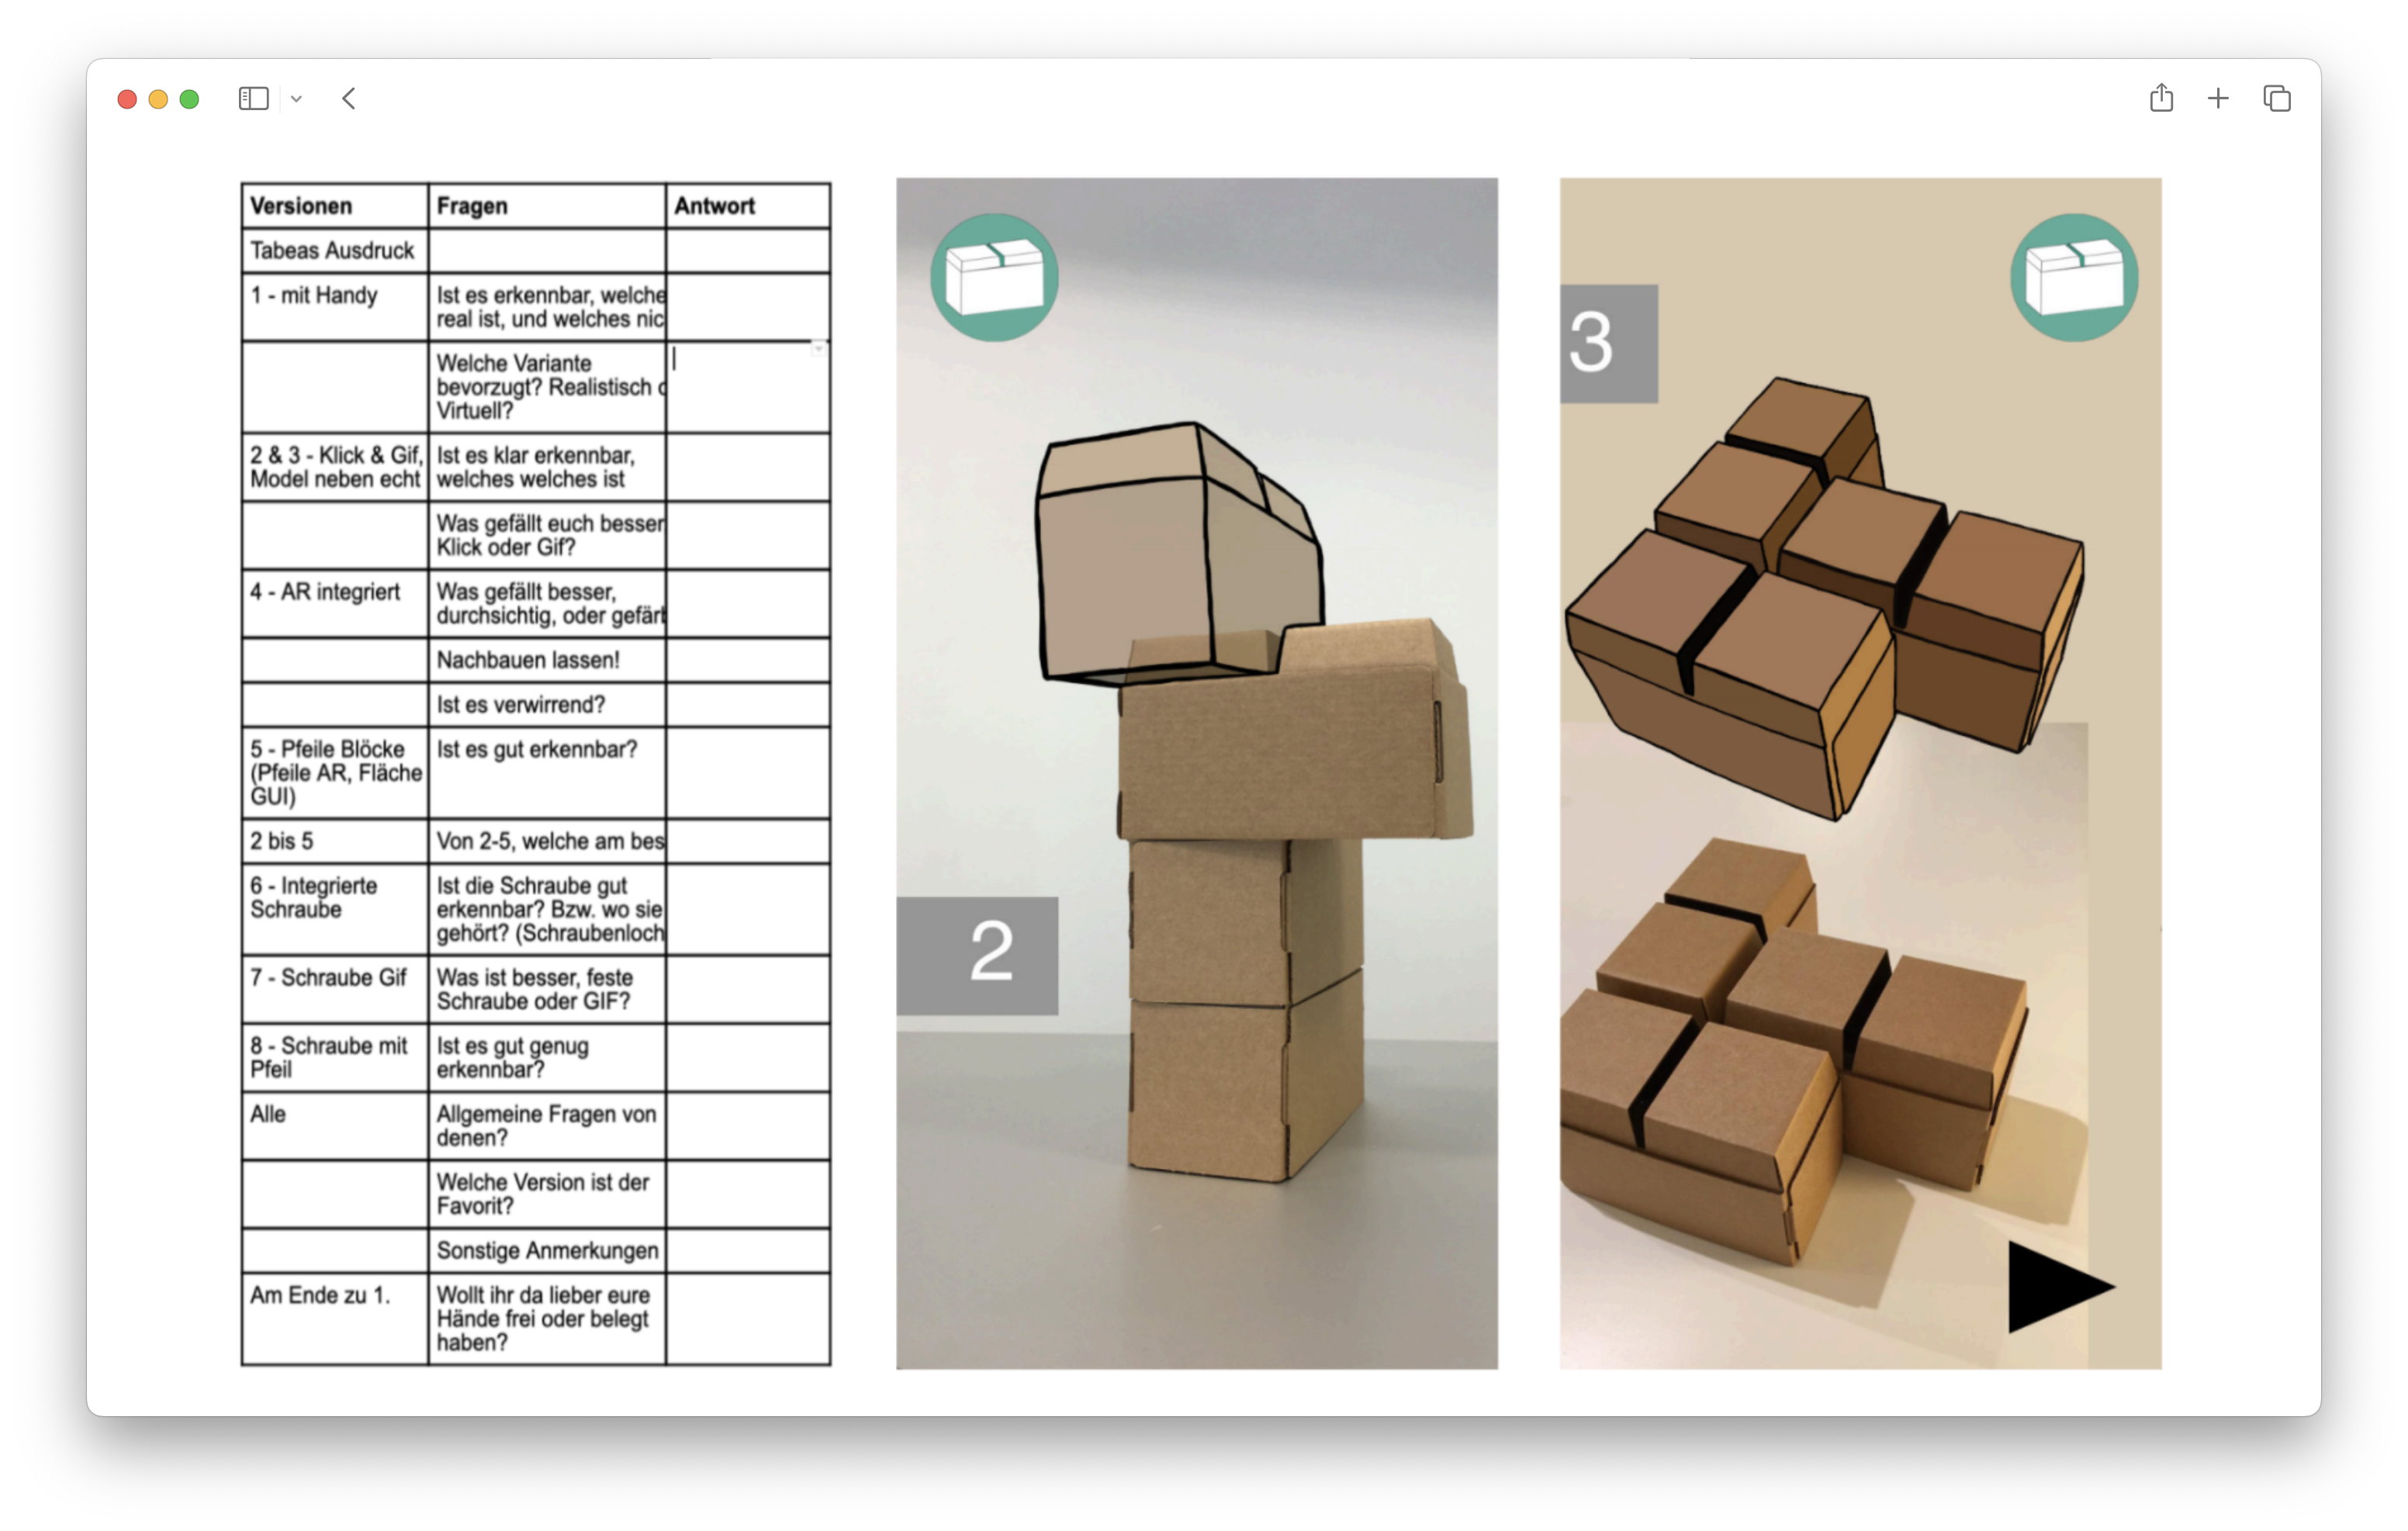 Versionen
Fragen
Antwort
Tabeas Ausdruck
1 - mit Handy
Ist es erkennbar, welche
real ist, und welches nic
Welche Variante
bevorzugt? Realistisch
Virtuell?
2 & 3 - Klick & Gif,
Model neben echt
Ist es klar erkennbar,
welches welches ist
Was gefällt euch besser
Klick oder Gif?
4 - AR integriert
Was gefällt besser,
durchsichtig, oder gefärb
Nachbauen lassen!
Ist es verwirrend?
5 - Pfeile Blöcke
(Pfeile AR, Fläche
GUI)
Ist es gut erkennbar?
2 bis 5
Von 2-5, welche am bes
6 - Integrierte
Schraube
Ist die Schraube gut
erkennbar? Bzw. wo sie
gehört? (Schraubenloch
7 - Schraube Gif
Was ist besser, feste
Schraube oder GIF?
8 - Schraube mit
Pfeil
Ist es gut genug
erkennbar?
Alle
Allgemeine Fragen von
denen?
Welche Version ist der
Favorit?
Sonstige Anmerkungen
Am Ende zu 1.
Wollt ihr da lieber eure
Hände frei oder belegt
haben?
2
3